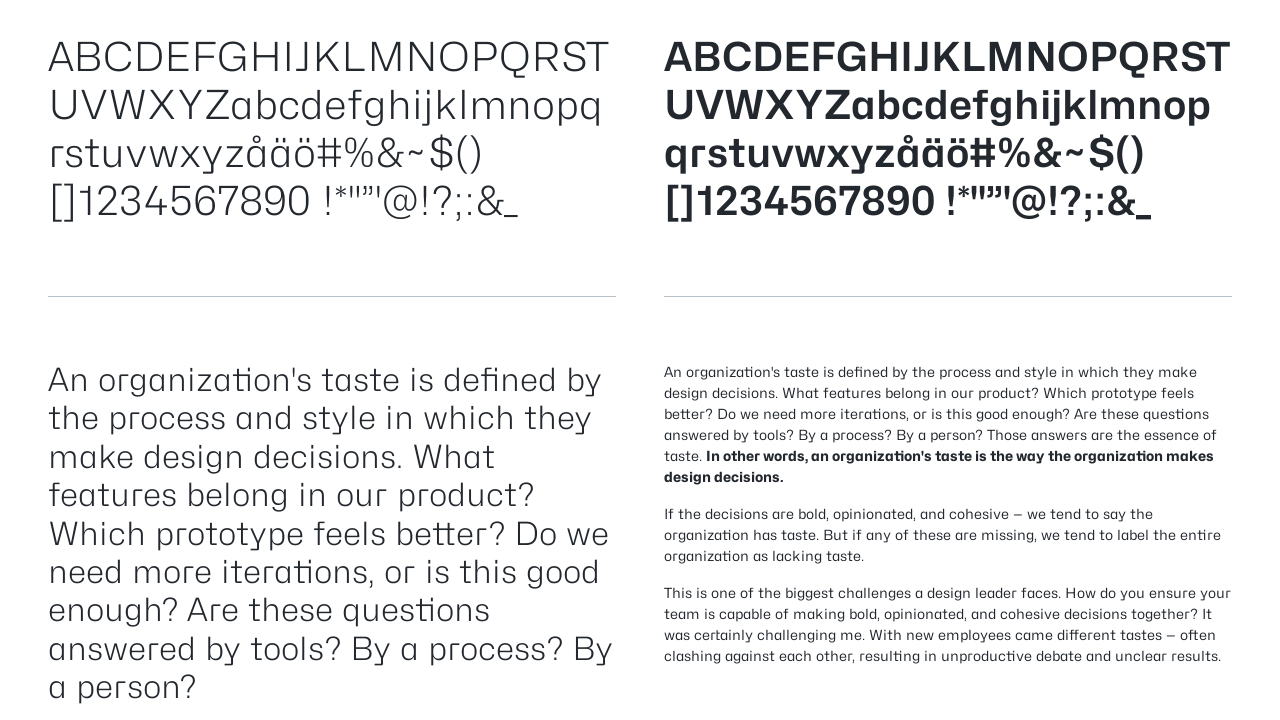 ABCDEFGHIJKLMNOPQRST
UVWXYZabcdefghijklmnopq
rstuvwxyzåäö#%&~$()
[]1234567890 !*"”'@!?;:&_
ABCDEFGHIJKLMNOPQRST
UVWXYZabcdefghijklmnop
qrstuvwxyzåäö#%&~$()
[]1234567890 !*"”'@!?;:&_
An organization's taste is defined by
the process and style in which they
make design decisions. What
features belong in our product?
Which prototype feels better? Do we
need more iterations, or is this good
enough? Are these questions
answered by tools? By a process? By
a person?
An organization's taste is defined by the process and style in which they make
design decisions. What features belong in our product? Which prototype feels
better? Do we need more iterations, or is this good enough? Are these questions
answered by tools? By a process? By a person? Those answers are the essence of
taste. In other words, an organization's taste is the way the organization makes
design decisions.
If the decisions are bold, opinionated, and cohesive — we tend to say the
organization has taste. But if any of these are missing, we tend to label the entire
organization as lacking taste.
This is one of the biggest challenges a design leader faces. How do you ensure your
team is capable of making bold, opinionated, and cohesive decisions together? It
was certainly challenging me. With new employees came different tastes — often
clashing against each other, resulting in unproductive debate and unclear results.